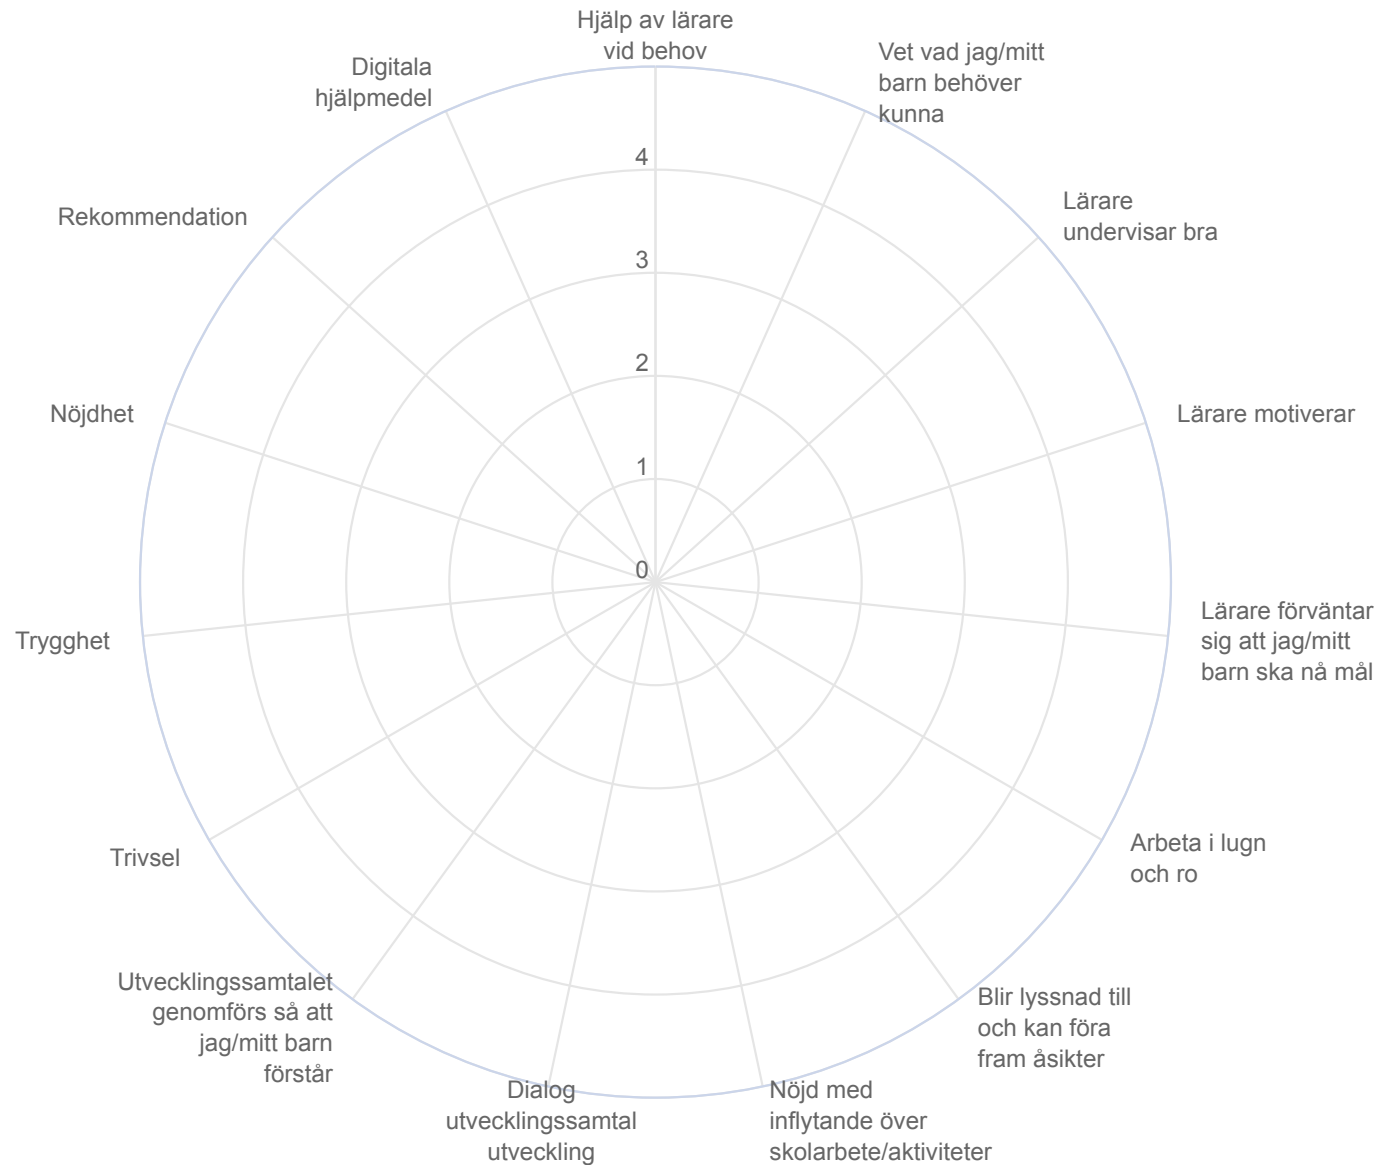 Hjälp av lärare
vid behov
Vet vad jag/mitt
barn behöver
kunna
Lärare
undervisar bra
Lärare motiverar
Lärare förväntar
sig att jag/mitt
barn ska nå mål
Arbeta i lugn
och ro
Blir lyssnad till
och kan föra
fram åsikter
Nöjd med
inflytande över
skolarbete/aktiviteter
Dialog
utvecklingssamtal
utveckling
Utvecklingssamtalet
genomförs så att
jag/mitt barn
förstår
Trivsel
Trygghet
Nöjdhet
Rekommendation
Digitala
hjälpmedel
4
3
2
1
0